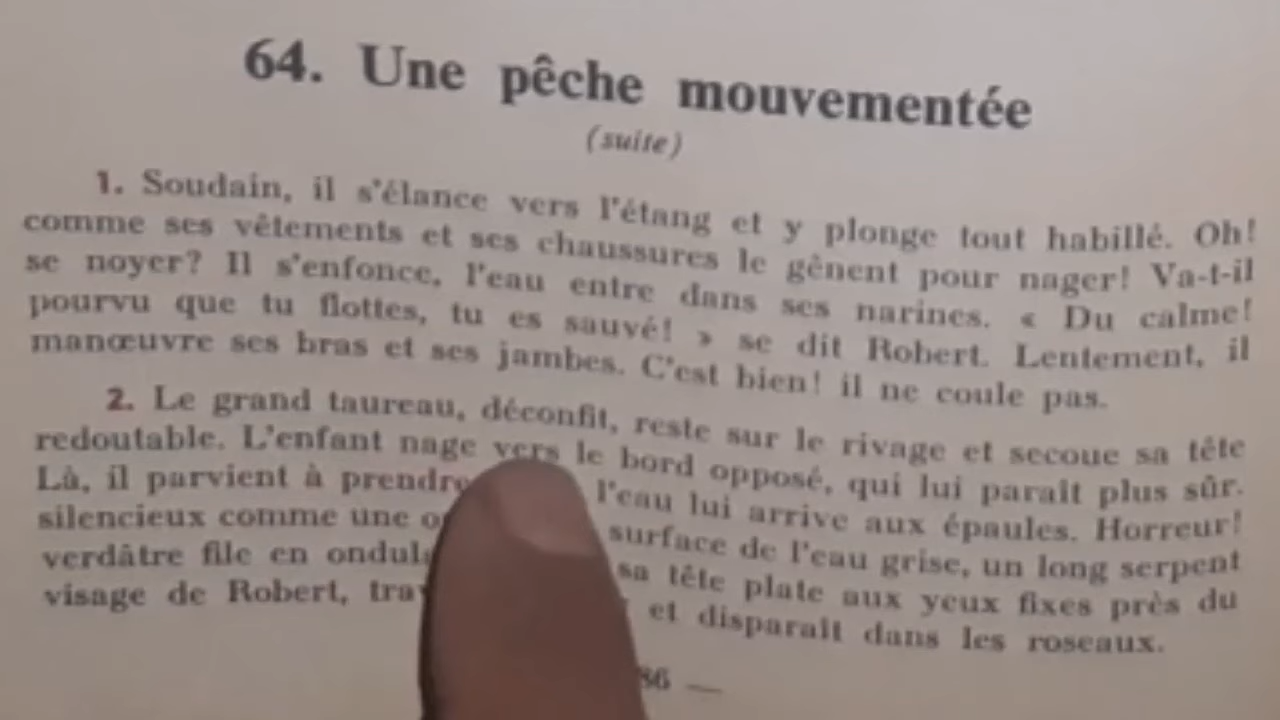 64. Une pêche mouvementée
(suite)
1. Soudain, il s'élance vers l'étang et y plonge tout habillé. Oh!
comme ses vêtements et ses chaussures le gênent pour nager! Va-t-il
se noyer? Il s'enfonce, l'eau entre dans ses narines. « Du calme!
pourvu que tu flottes, tu es sauvé! » se dit Robert. Lentement, il
manœuvre ses bras et ses jambes. C'est bien! il ne coule pas.
2. Le grand taureau, déconfit, reste sur le rivage et secoue sa tête
redoutable. L'enfant nage vers le bord opposé, qui lui paraît plus sûr.
Là, il parvient à prendre l'eau lui arrive aux épaules. Horreur!
silencieux comme une surface de l'eau grise, un long serpent
verdâtre file en sa tête plate aux yeux fixes près du
visage de Robert, et disparaît dans les roseaux.
86 —